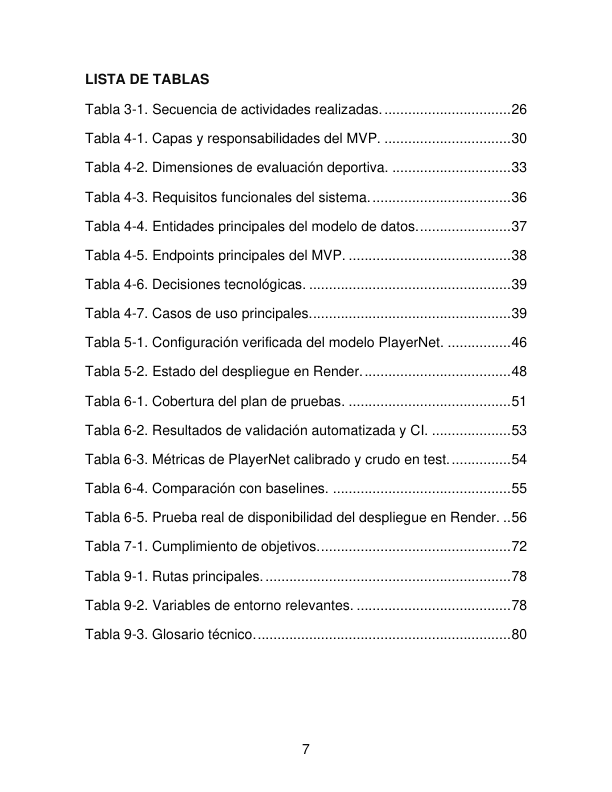 LISTA DE TABLAS
Tabla 3-1. Secuencia de actividades realizadas. ................................26
Tabla 4-1. Capas y responsabilidades del MVP. ................................30
Tabla 4-2. Dimensiones de evaluación deportiva. ..............................33
Tabla 4-3. Requisitos funcionales del sistema. ...................................36
Tabla 4-4. Entidades principales del modelo de datos. .......................37
Tabla 4-5. Endpoints principales del MVP. .........................................38
Tabla 4-6. Decisiones tecnológicas. ...................................................39
Tabla 4-7. Casos de uso principales. ..................................................39
Tabla 5-1. Configuración verificada del modelo PlayerNet. ................46
Tabla 5-2. Estado del despliegue en Render. .....................................48
Tabla 6-1. Cobertura del plan de pruebas. .........................................51
Tabla 6-2. Resultados de validación automatizada y CI. ....................53
Tabla 6-3. Métricas de PlayerNet calibrado y crudo en test. ...............54
Tabla 6-4. Comparación con baselines. .............................................55
Tabla 6-5. Prueba real de disponibilidad del despliegue en Render. ..56
Tabla 7-1. Cumplimiento de objetivos. ................................................72
Tabla 9-1. Rutas principales. ..............................................................78
Tabla 9-2. Variables de entorno relevantes. .......................................78
Tabla 9-3. Glosario técnico. ................................................................80
7